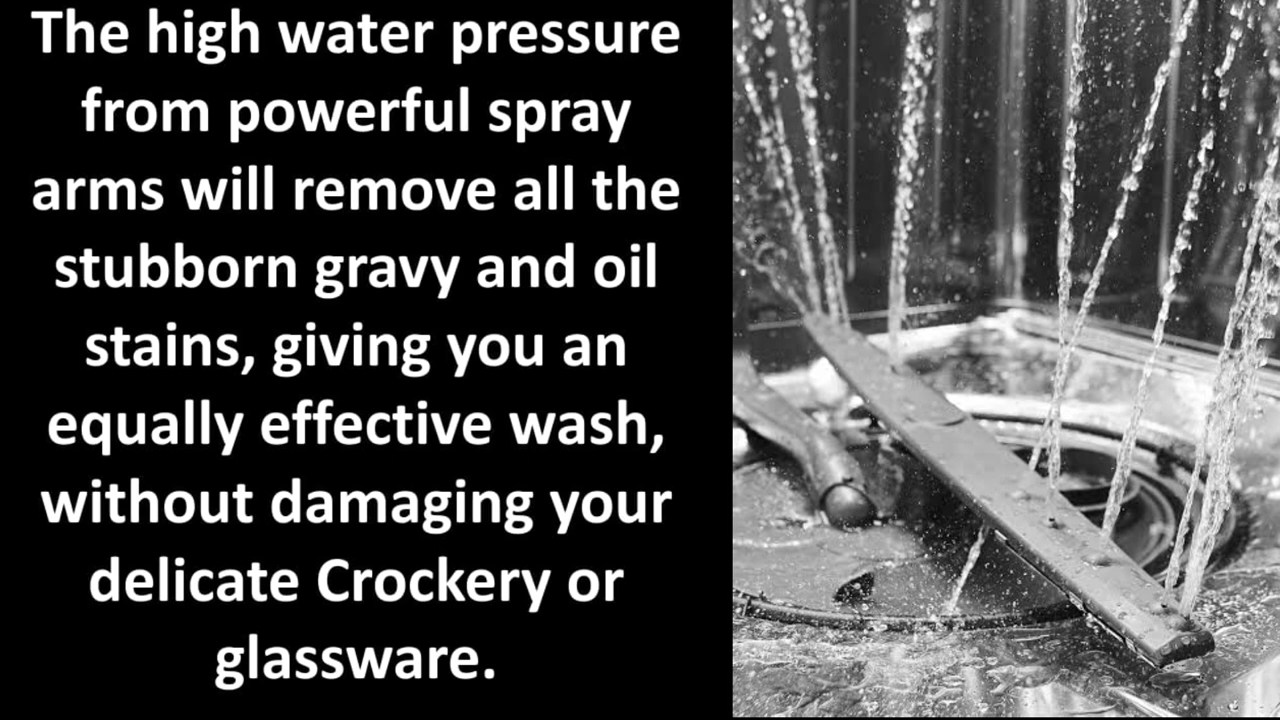 The high water pressure
from powerful spray
arms will remove all the
stubborn gravy and oil
stains, giving you an
equally effective wash,
without damaging your
delicate Crockery or
glassware.